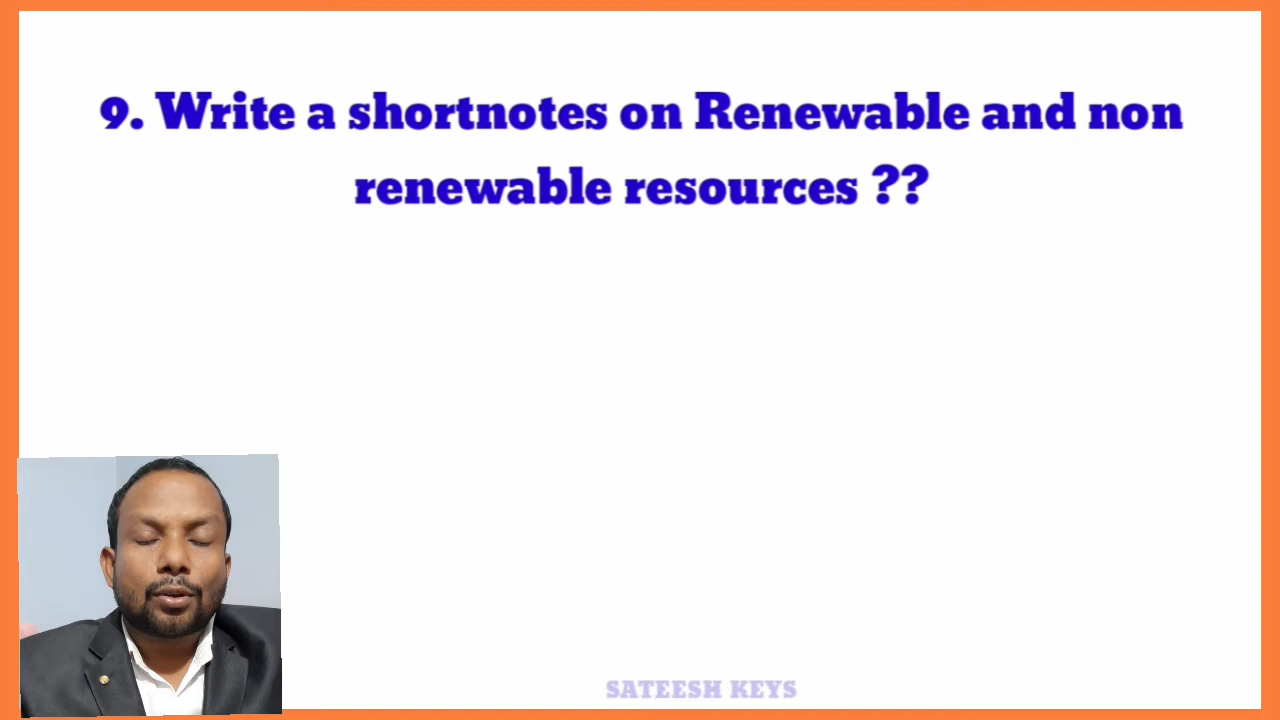 9. Write a shortnotes on Renewable and non
renewable resources ??
SATEESH KEYS